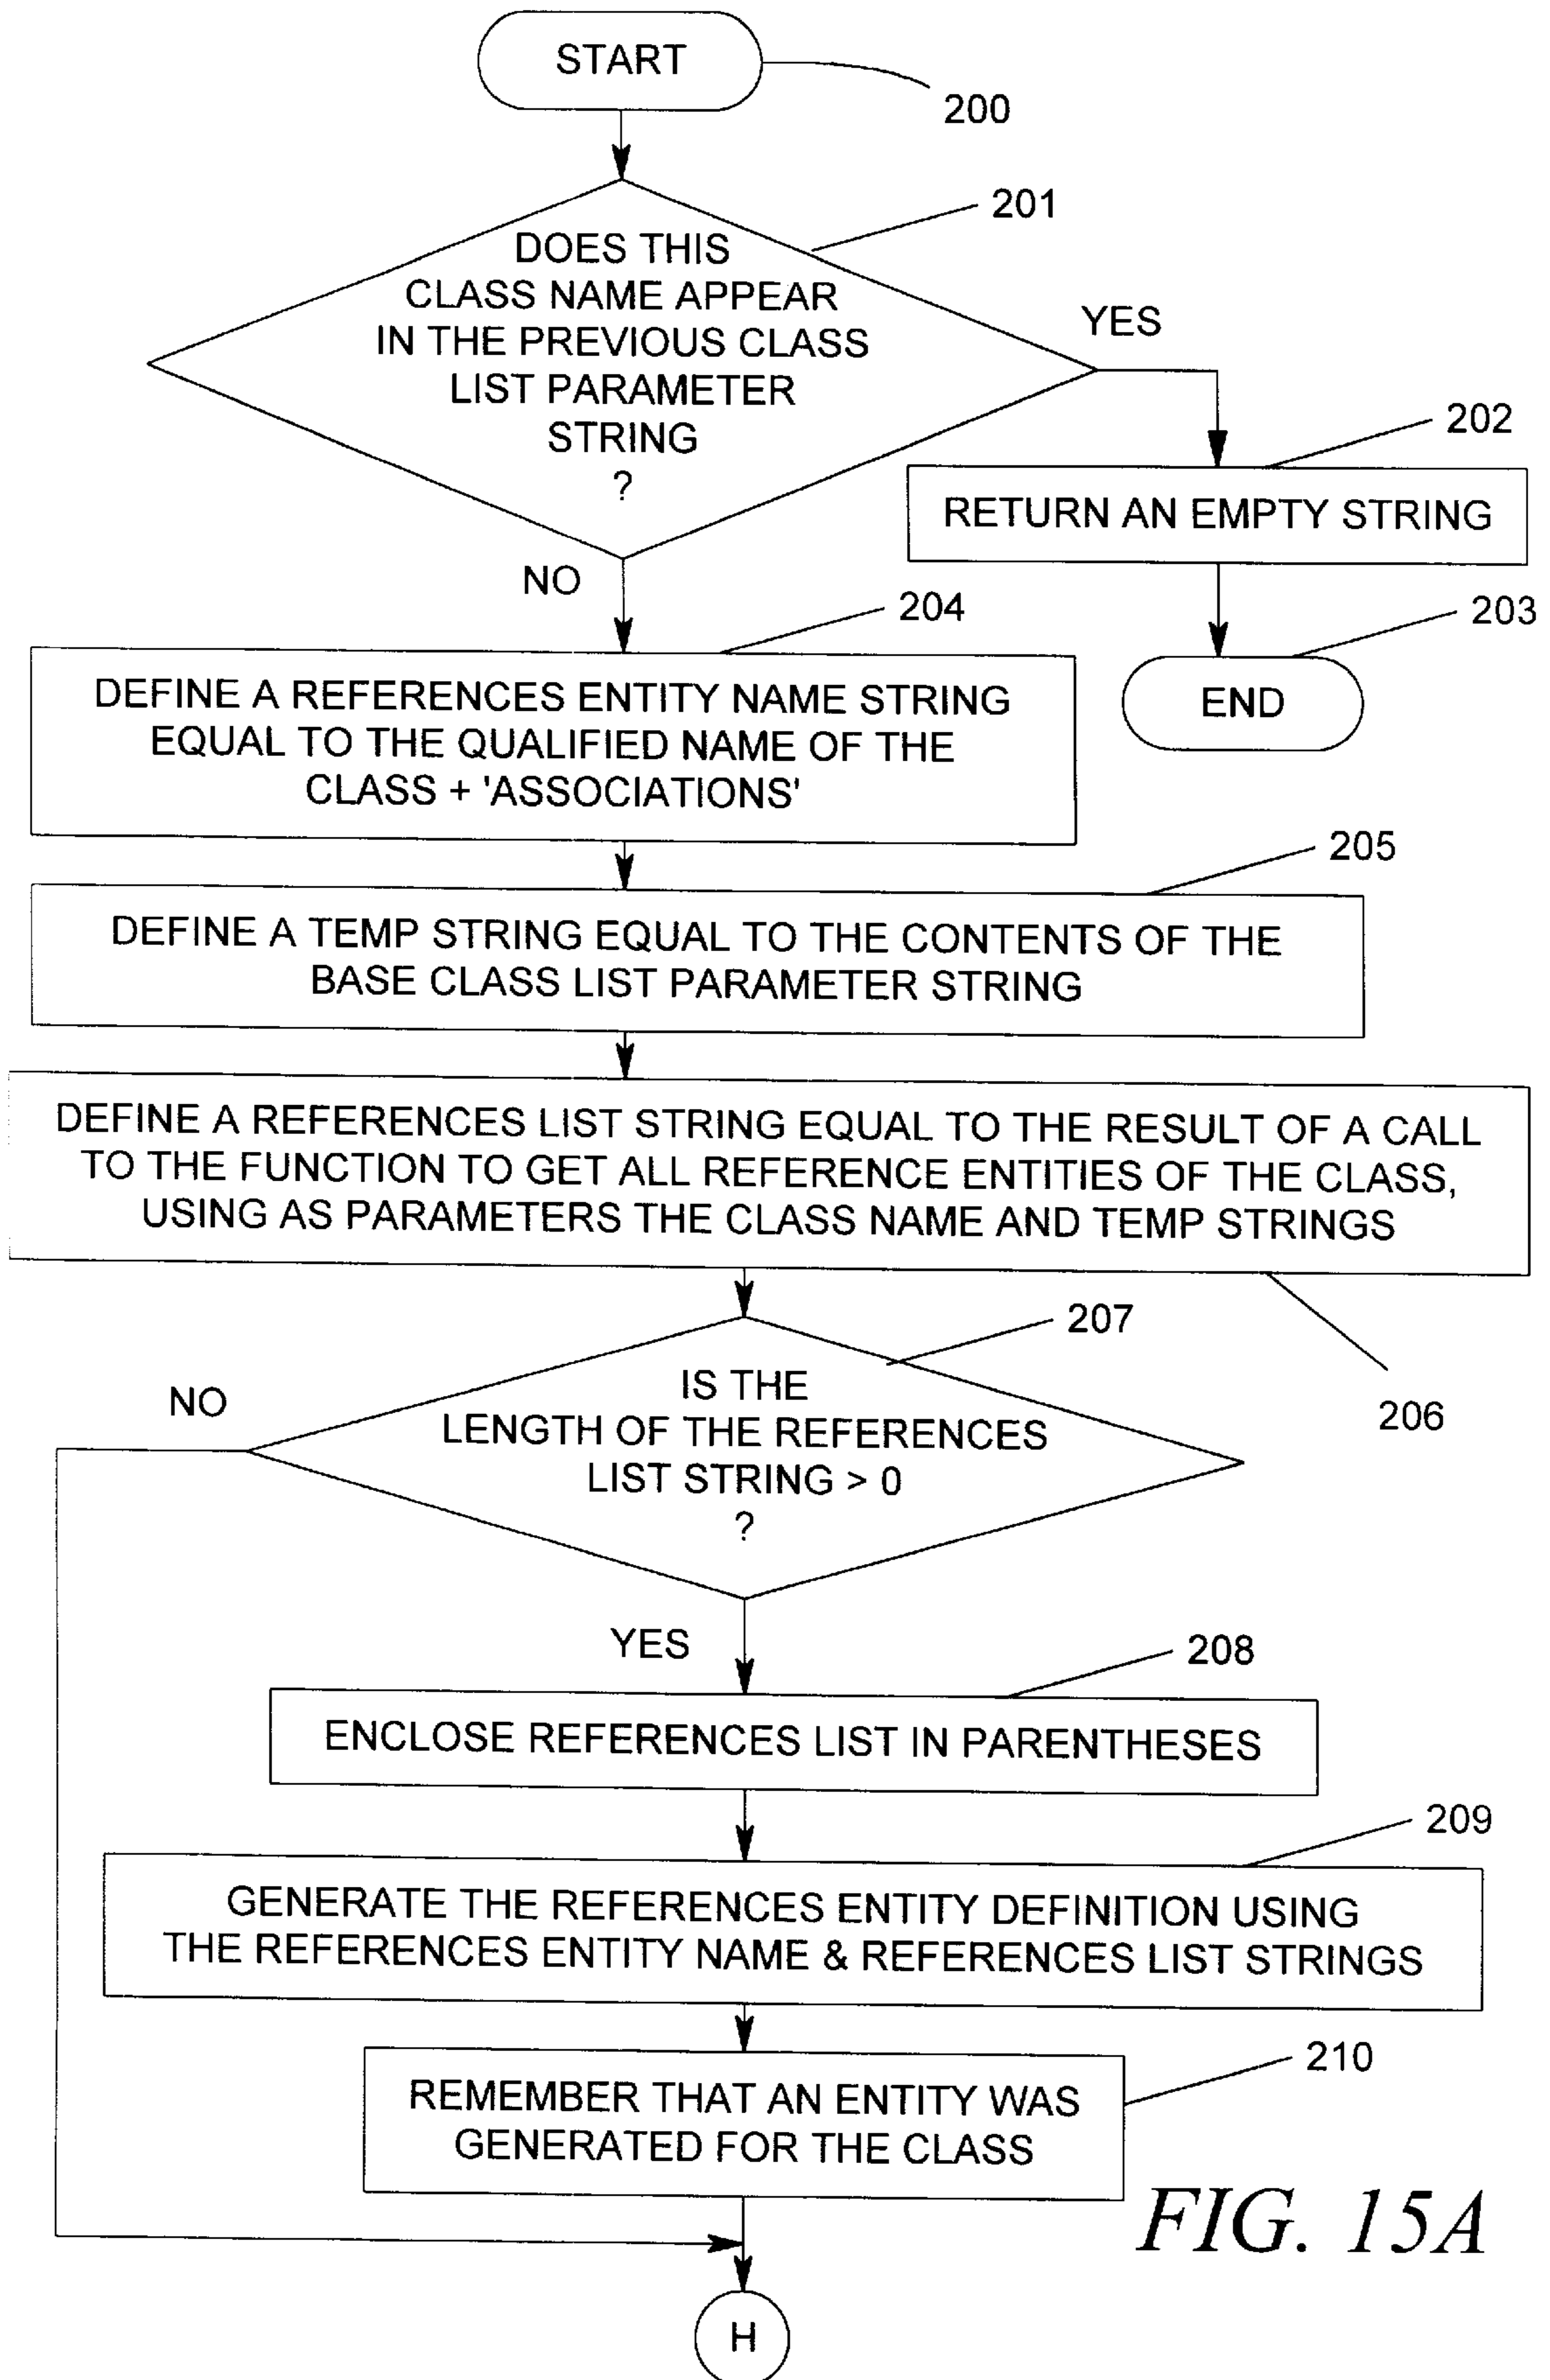 START
200
201
DOES THIS
CLASS NAME APPEAR
IN THE PREVIOUS CLASS
LIST PARAMETER
STRING
?
YES
202
RETURN AN EMPTY STRING
NO
204
203
END
DEFINE A REFERENCES ENTITY NAME STRING
EQUAL TO THE QUALIFIED NAME OF THE
CLASS + 'ASSOCIATIONS'
205
DEFINE A TEMP STRING EQUAL TO THE CONTENTS OF THE
BASE CLASS LIST PARAMETER STRING
DEFINE A REFERENCES LIST STRING EQUAL TO THE RESULT OF A CALL
TO THE FUNCTION TO GET ALL REFERENCE ENTITIES OF THE CLASS,
USING AS PARAMETERS THE CLASS NAME AND TEMP STRINGS
206
207
IS THE
LENGTH OF THE REFERENCES
LIST STRING > 0
?
NO
YES
208
ENCLOSE REFERENCES LIST IN PARENTHESES
209
GENERATE THE REFERENCES ENTITY DEFINITION USING
THE REFERENCES ENTITY NAME & REFERENCES LIST STRINGS
210
REMEMBER THAT AN ENTITY WAS
GENERATED FOR THE CLASS
FIG. 15A
H